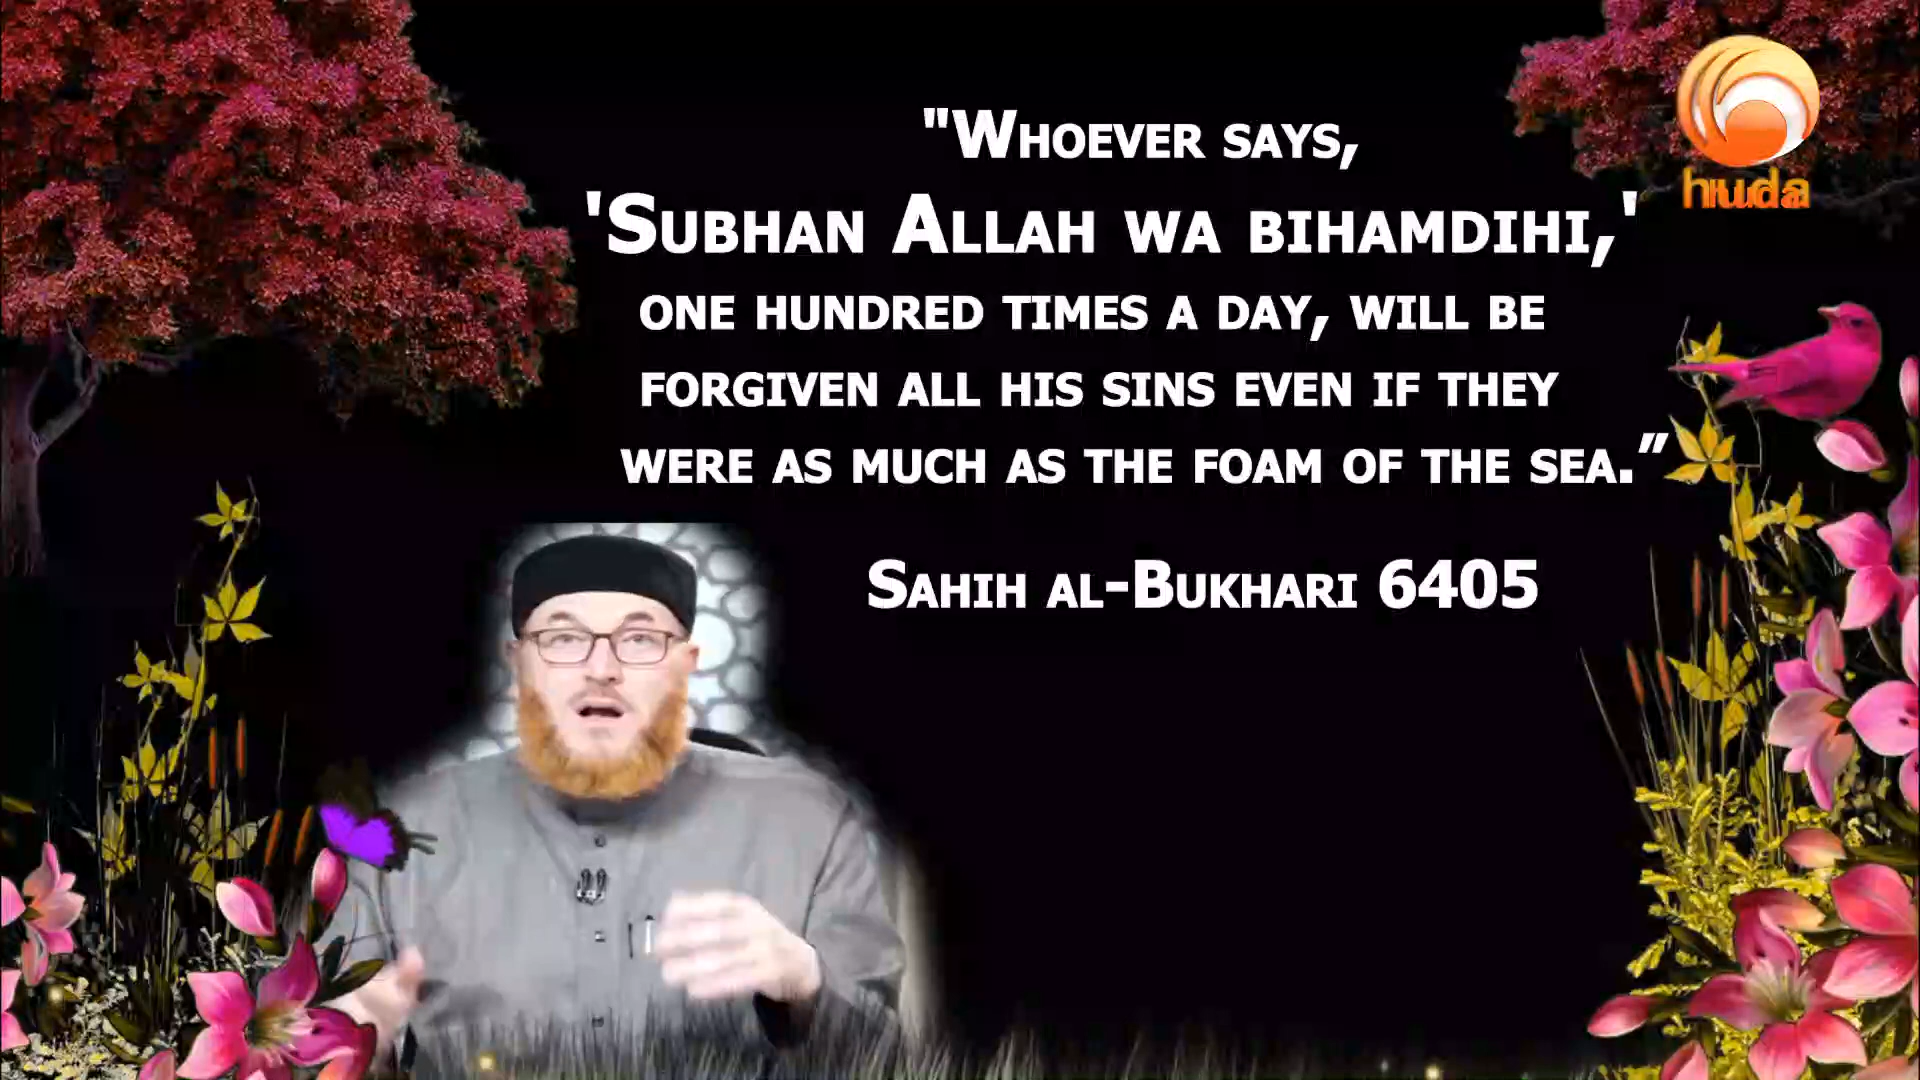 "Whoever says,
'Subhan Allah wa bihamdihi,'
one hundred times a day, will be
forgiven all his sins even if they
were as much as the foam of the sea.”
Sahih al-Bukhari 6405
huda